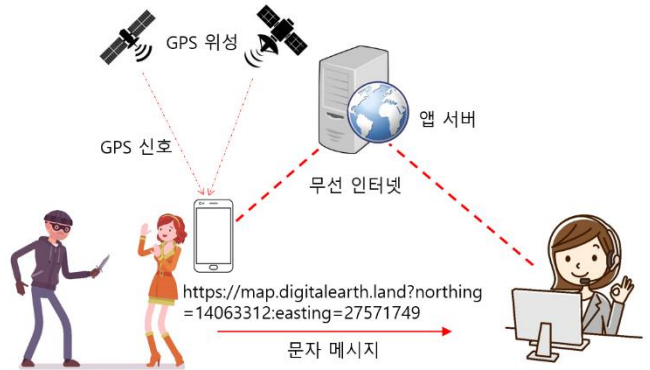 GPS 위성
앱 서버
GPS 신호
무선 인터넷
https://map.digitalearth.land?northing
=14063312:easting=27571749
문자 메시지